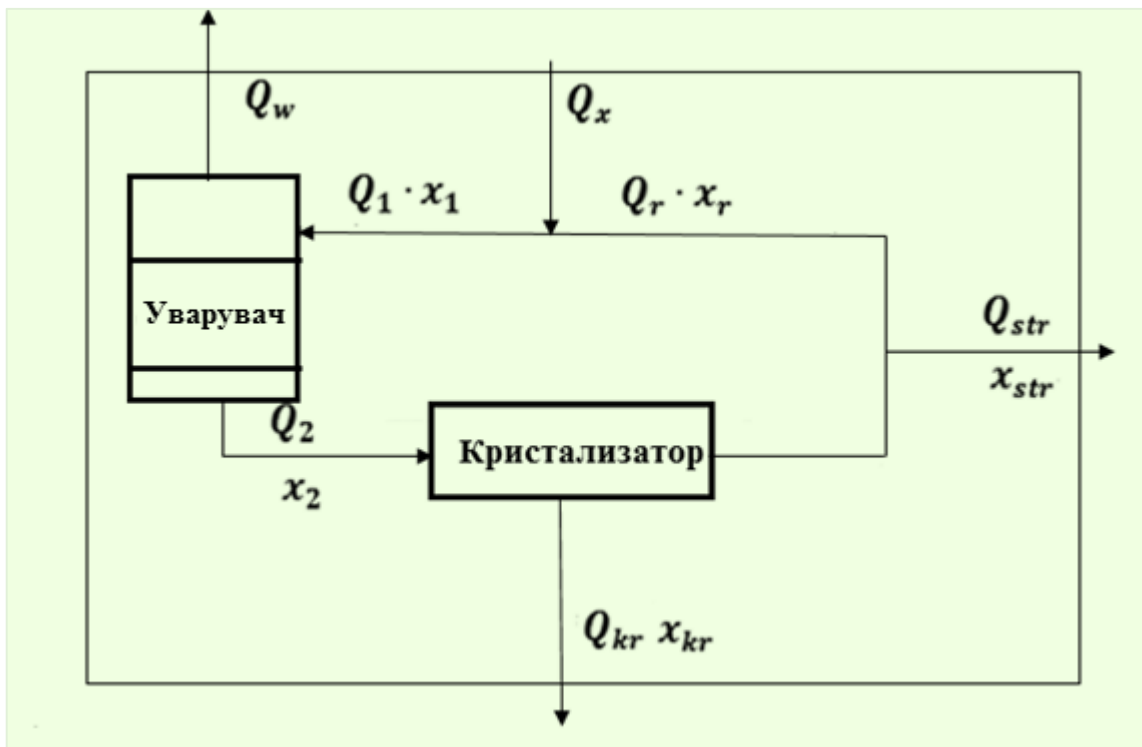 Q_w
Q_x
Q_1 · x_1
Q_r · x_r
Уварувач
Q_str
x_str
Q_2
x_2
Кристализатор
Q_kr x_kr